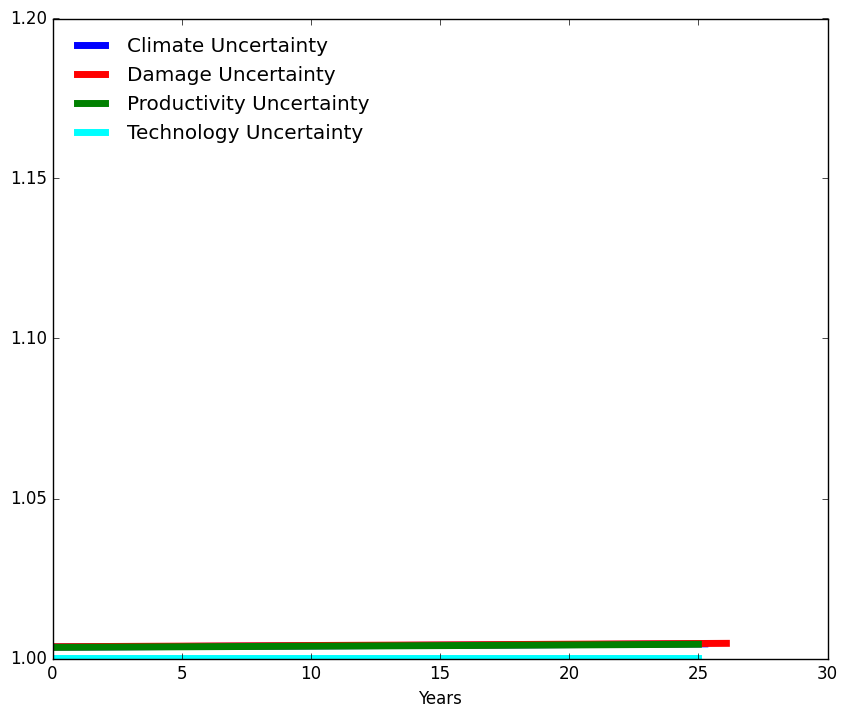 1.20
Climate Uncertainty
Damage Uncertainty
Productivity Uncertainty
Technology Uncertainty
1.15
1.10
1.05
1.00
0 5 10 15 20 25 30
Years